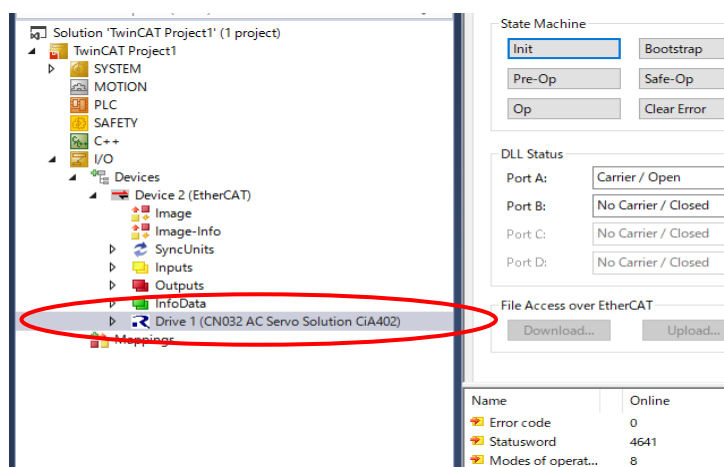 Solution 'TwinCAT Project1' (1 project)
TwinCAT Project1
SYSTEM
MOTION
PLC
SAFETY
C++
I/O
Devices
Device 2 (EtherCAT)
Image
Image-Info
SyncUnits
Inputs
Outputs
InfoData
Drive 1 (CN032 AC Servo Solution CiA402)
Mappings
State Machine
Init Bootstrap
Pre-Op Safe-Op
Op Clear Error
DLL Status
Port A: Carrier / Open
Port B: No Carrier / Closed
Port C: No Carrier / Closed
Port D: No Carrier / Closed
File Access over EtherCAT
Download... Upload...
Name Online
Error code 0
Statusword 4641
Modes of operat... 8